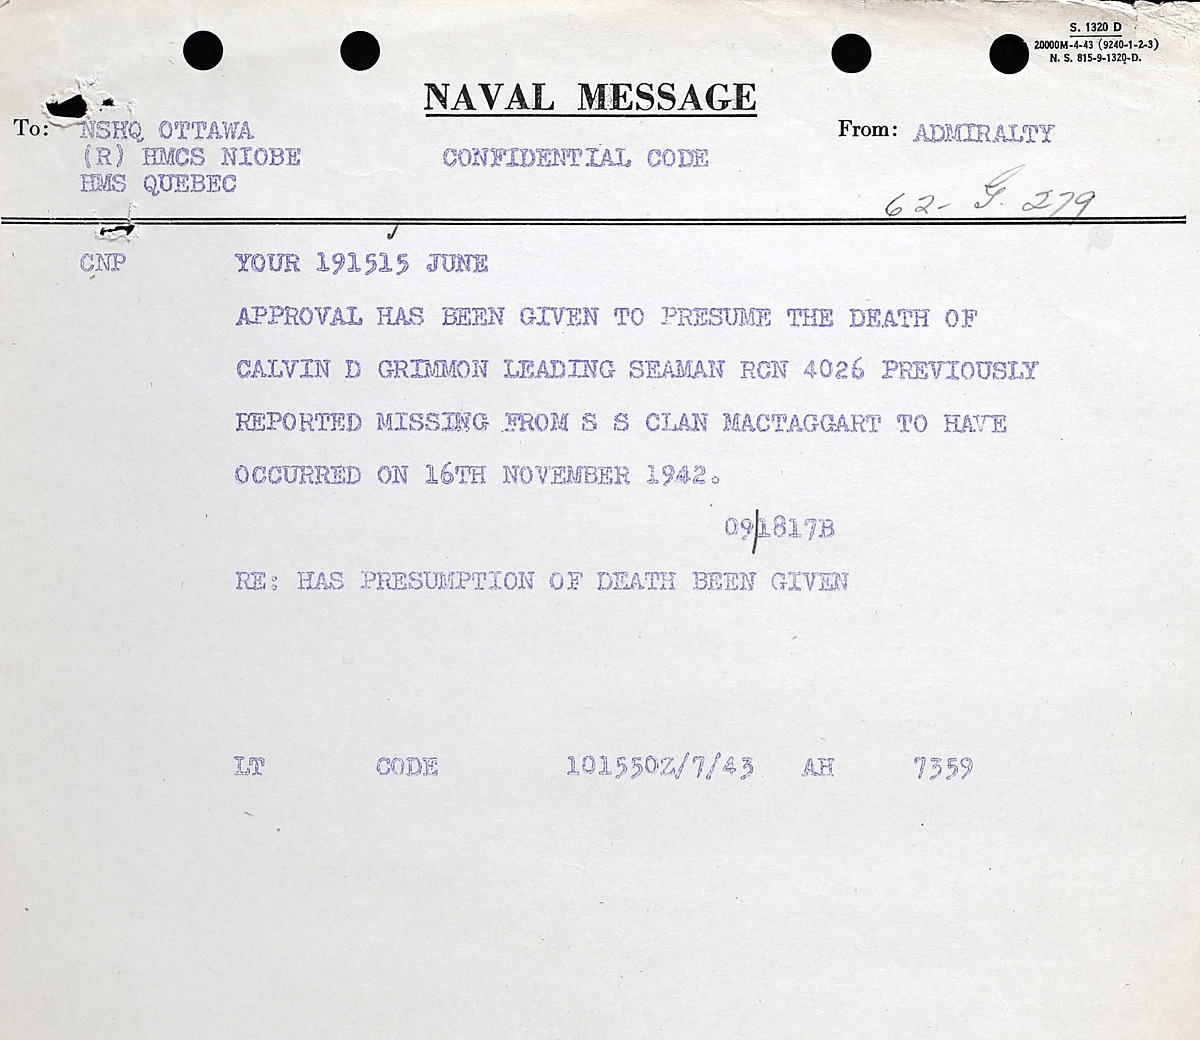 S. 1320 D
20000M-4-43 (9240-1-2-3)
N. S. 815-9-1320-D.
NAVAL MESSAGE
To: NSHQ OTTAWA
From: ADMIRALTY
(R) HMCS NIOBE
CONFIDENTIAL CODE
HMS QUEBEC
62- G. 279
CNP YOUR 191515 JUNE
APPROVAL HAS BEEN GIVEN TO PRESUME THE DEATH OF
CALVIN D GRIMMON LEADING SEAMAN RCN 4026 PREVIOUSLY
REPORTED MISSING FROM S S CLAN MACTAGGART TO HAVE
OCCURRED ON 16TH NOVEMBER 1942.
09/1817B
RE: HAS PRESUMPTION OF DEATH BEEN GIVEN
LT CODE 101550Z/7/43 AH 7359